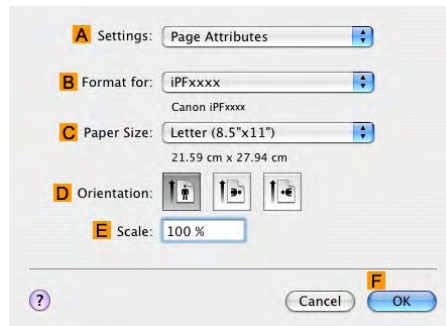 A Settings: Page Attributes
B Format for: iPFxxxx
Canon iPFxxxx
C Paper Size: Letter (8.5"x11")
21.59 cm x 27.94 cm
D Orientation:
E Scale: 100 %
F
? Cancel OK